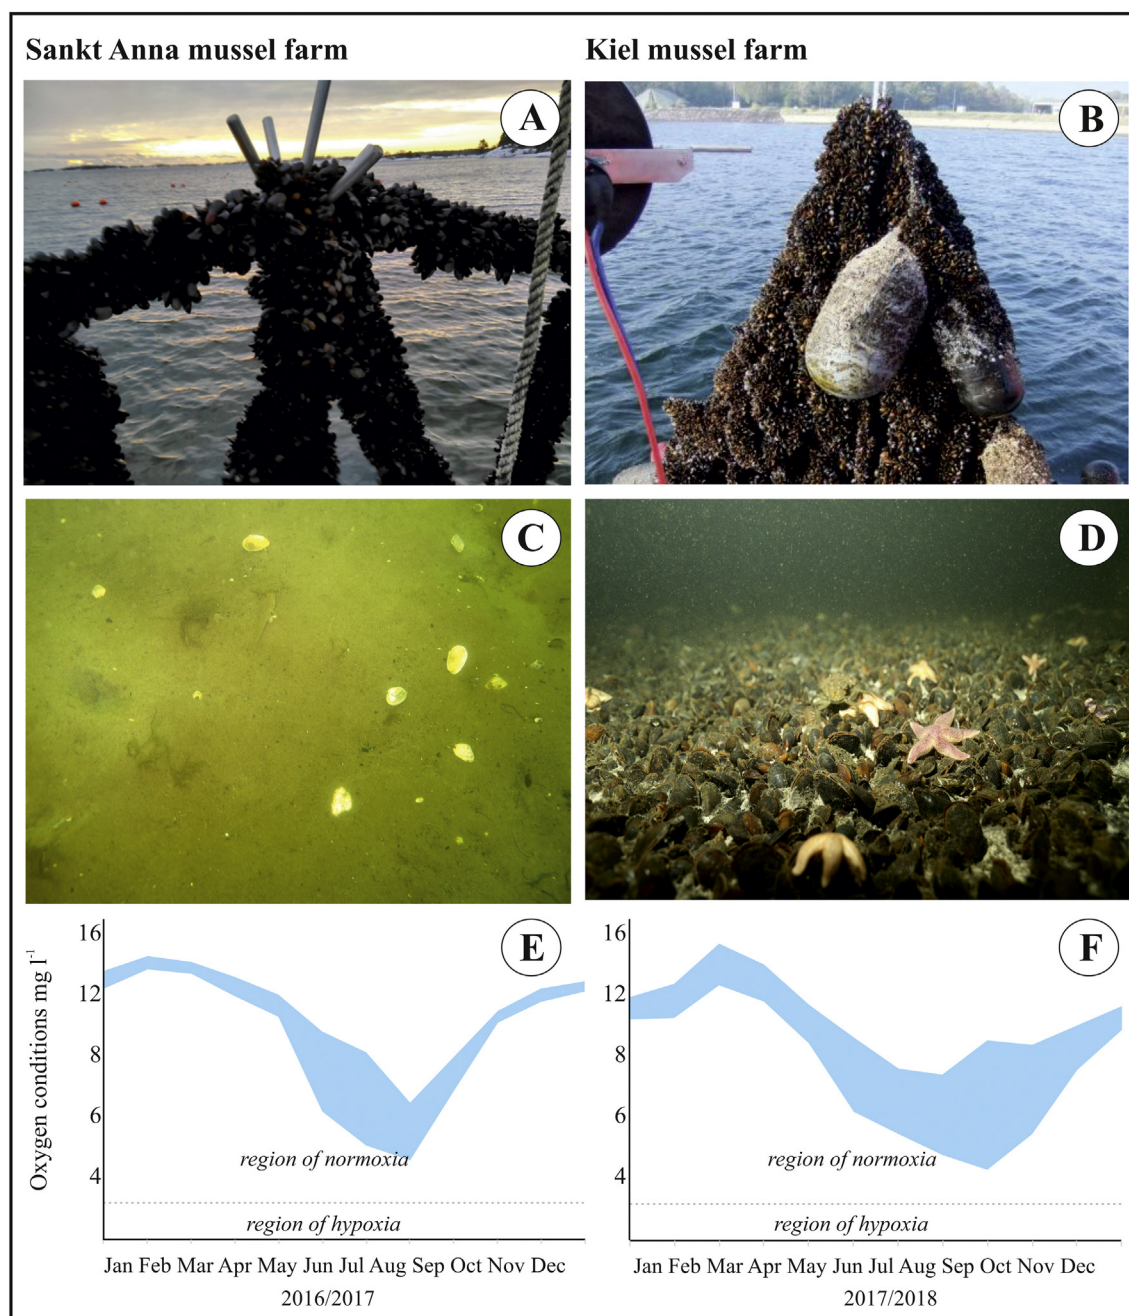 Sankt Anna mussel farm
Kiel mussel farm
A
B
C
D
E
F
Oxygen conditions mg l-1
16
12
8
6
4
region of normoxia
region of hypoxia
Jan Feb Mar Apr May Jun Jul Aug Sep Oct Nov Dec
2016/2017
16
12
8
6
4
region of normoxia
region of hypoxia
Jan Feb Mar Apr May Jun Jul Aug Sep Oct Nov Dec
2017/2018